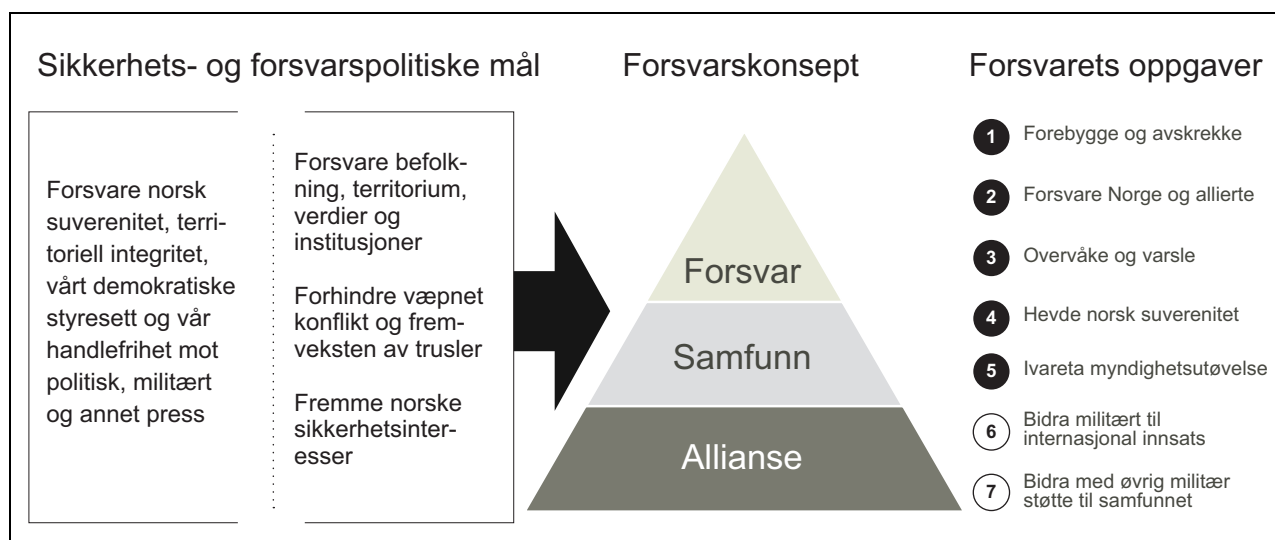 Sikkerhets- og forsvarspolitiske mål
Forsvare norsk
suverenitet, terri-
toriell integritet,
vårt demokratiske
styresett og vår
handlefrihet mot
politisk, militært
og annet press
Forsvare befolk-
ning, territorium,
verdier og
institusjoner
Forhindre væpnet
konflikt og frem-
veksten av trusler
Fremme norske
sikkerhetsinter-
esser
Forsvarskonsept
Forsvar
Samfunn
Allianse
Forsvarets oppgaver
1 Forebygge og avskrekke
2 Forsvare Norge og allierte
3 Overvåke og varsle
4 Hevde norsk suverenitet
5 Ivareta myndighetsutøvelse
6 Bidra militært til
internasjonal innsats
7 Bidra med øvrig militær
støtte til samfunnet